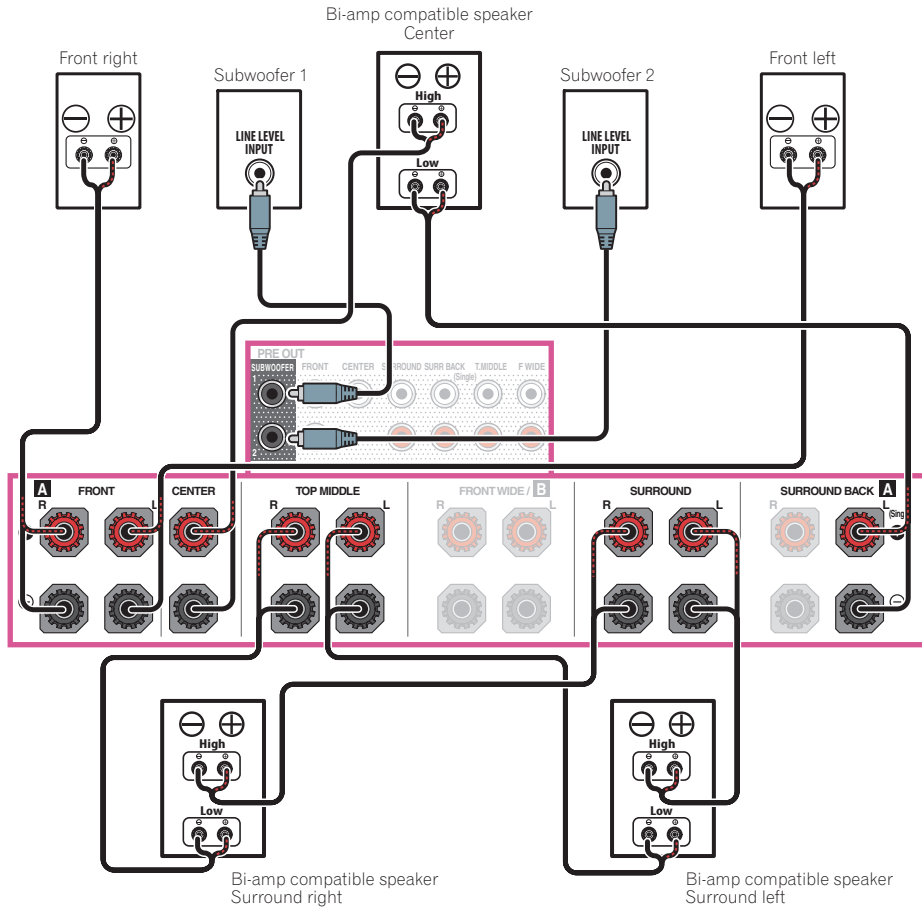 Bi-amp compatible speaker
Center
Front right
Subwoofer 1
Subwoofer 2
Front left
High
LINE LEVEL
INPUT
LINE LEVEL
INPUT
Low
PRE OUT
SUBWOOFER FRONT CENTER SURROUND SURR BACK T.MIDDLE F WIDE
1
(Single)
2
A FRONT CENTER TOP MIDDLE FRONT WIDE / B SURROUND SURROUND BACK A
R L R L R L R L R L
(Sing
High
High
Low
Low
Bi-amp compatible speaker
Surround right
Bi-amp compatible speaker
Surround left